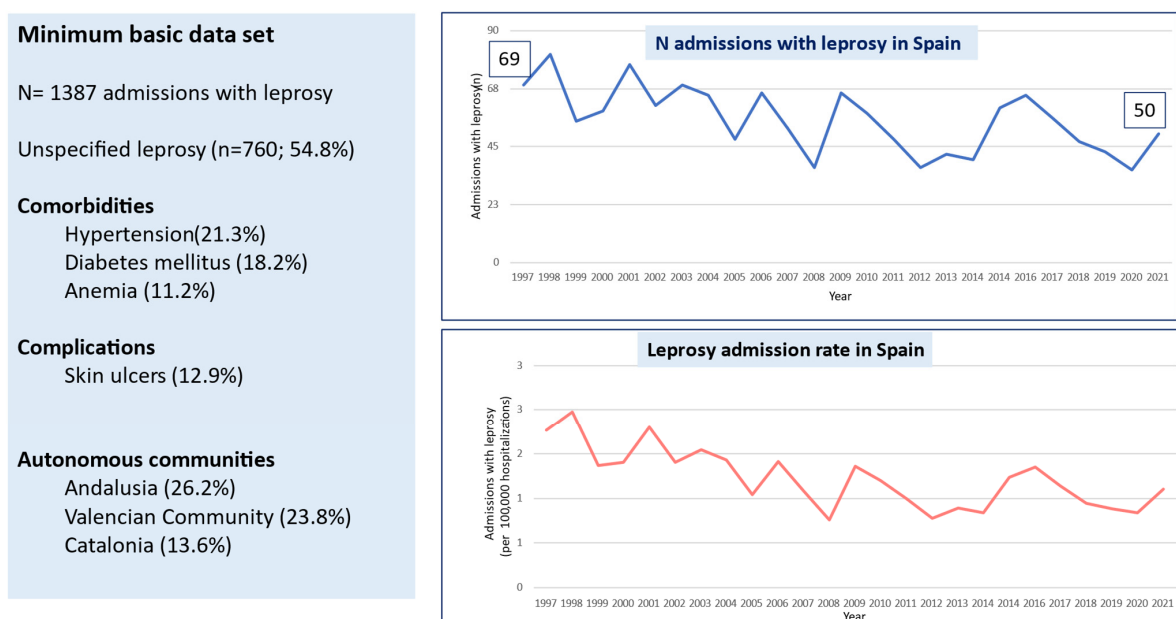 Minimum basic data set
N= 1387 admissions with leprosy
Unspecified leprosy (n=760; 54.8%)
Comorbidities
Hypertension(21.3%)
Diabetes mellitus (18.2%)
Anemia (11.2%)
Complications
Skin ulcers (12.9%)
Autonomous communities
Andalusia (26.2%)
Valencian Community (23.8%)
Catalonia (13.6%)
N admissions with leprosy in Spain
Admissions with leprosy(n)
90
68
45
23
0
69
50
1997 1998 1999 2000 2001 2002 2003 2004 2005 2006 2007 2008 2009 2010 2011 2012 2013 2014 2014 2016 2017 2018 2019 2020 2021
Year
Leprosy admission rate in Spain
Admissions with leprosy
(per 100,000 hospitalizations)
3
3
2
1
1
0
1997 1998 1999 2000 2001 2002 2003 2004 2005 2006 2007 2008 2009 2010 2011 2012 2013 2014 2014 2016 2017 2018 2019 2020 2021
Year